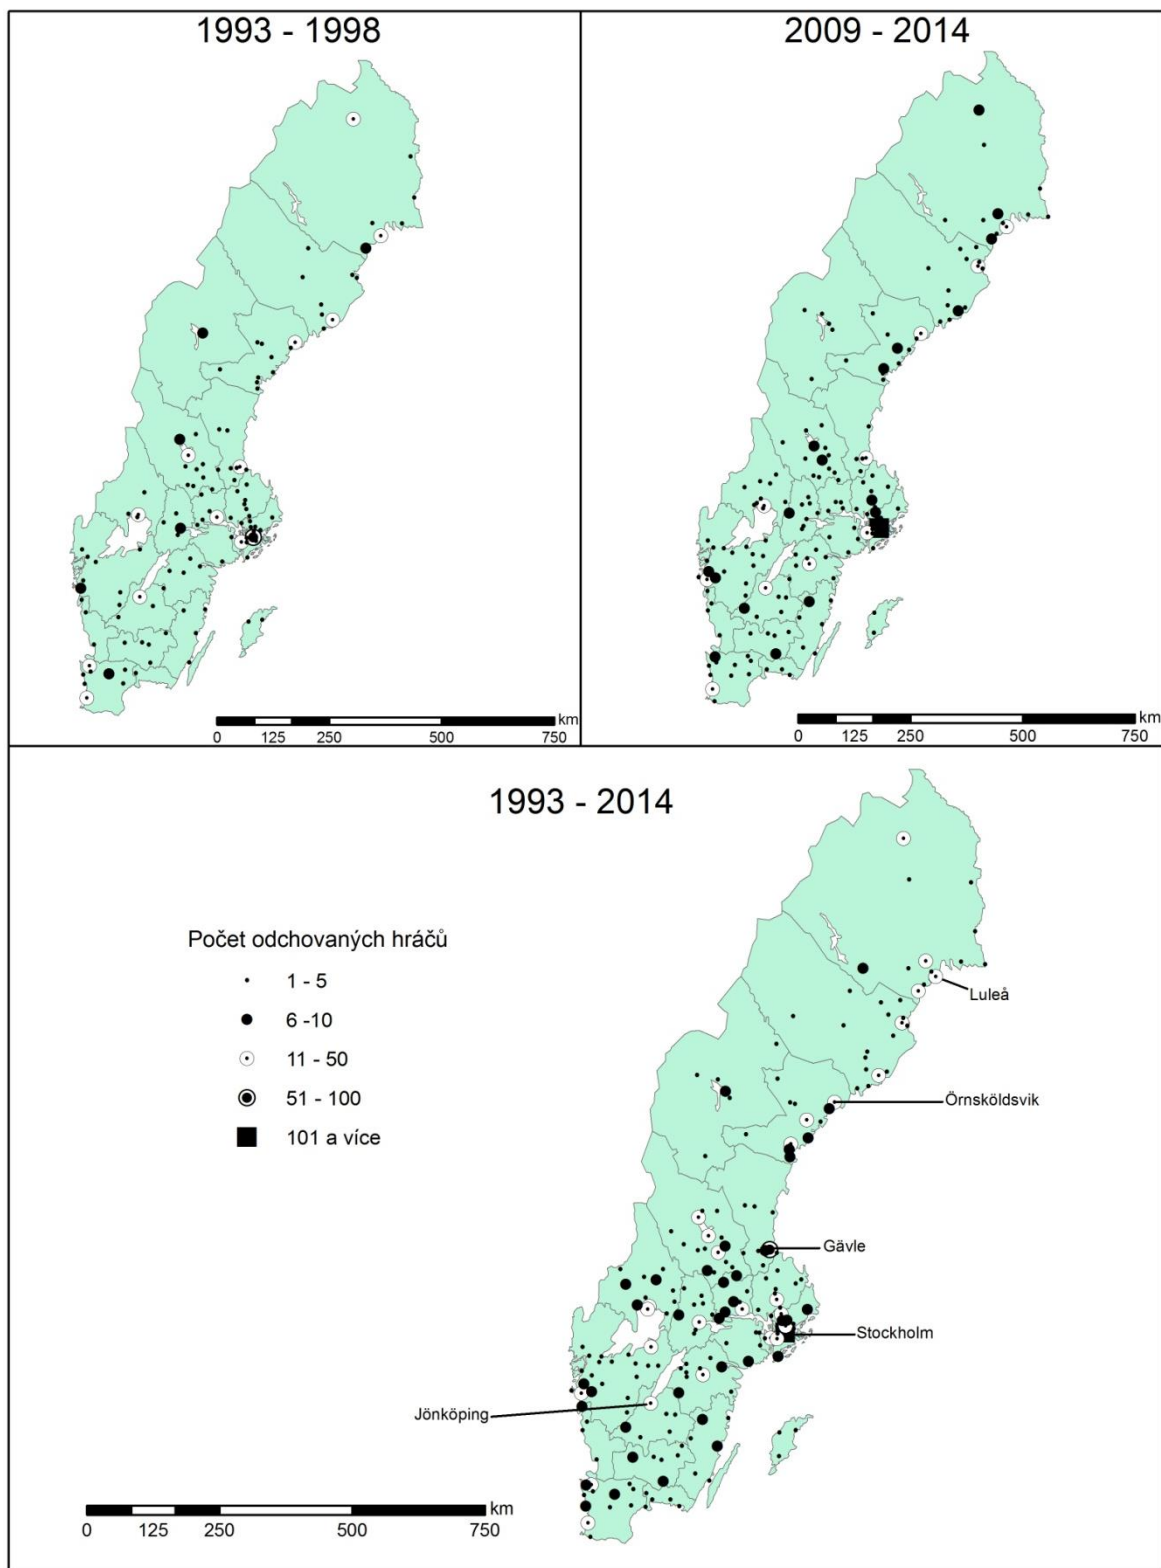 1993 - 1998
2009 - 2014
km
0 125 250 500 750
km
0 125 250 500 750
1993 - 2014
Počet odchovaných hráčů
1 - 5
6 -10
11 - 50
51 - 100
101 a více
Luleå
Örnsköldsvik
Gävle
Stockholm
Jönköping
km
0 125 250 500 750